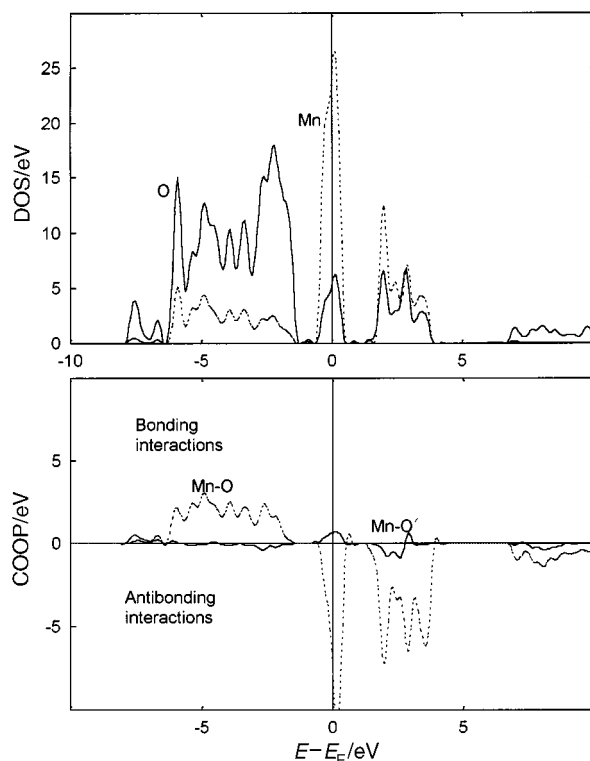 25
20
15
10
5
0
DOS/eV
O
Mn
-10
-5
0
5
Bonding
interactions
Mn-O
Mn-O
Antibonding
interactions
5
0
-5
COOP/eV
-5
0
5
E−E_F/eV